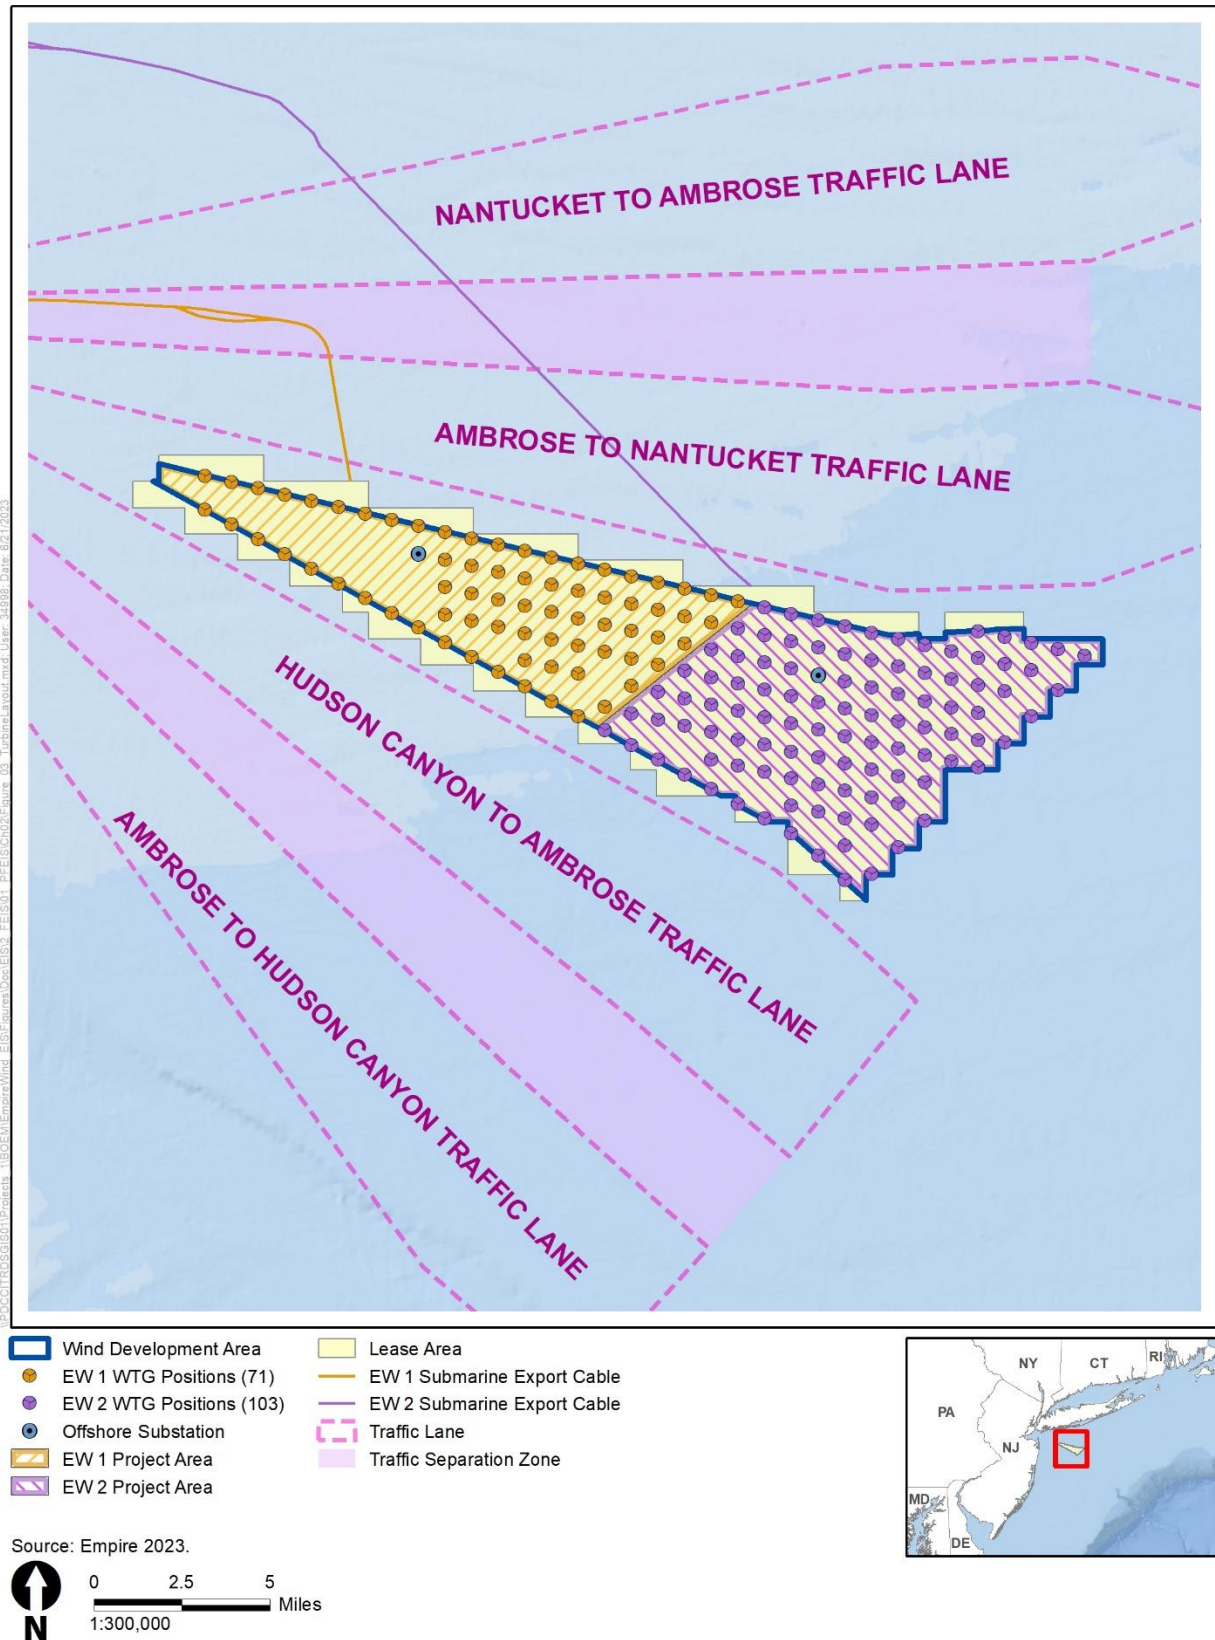 NANTUCKET TO AMBROSE TRAFFIC LANE
AMBROSE TO NANTUCKET TRAFFIC LANE
HUDSON CANYON TO AMBROSE TRAFFIC LANE
AMBROSE TO HUDSON CANYON TRAFFIC LANE
Wind Development Area
EW 1 WTG Positions (71)
EW 2 WTG Positions (103)
Offshore Substation
EW 1 Project Area
EW 2 Project Area
Lease Area
EW 1 Submarine Export Cable
EW 2 Submarine Export Cable
Traffic Lane
Traffic Separation Zone
NY
CT
RI
PA
NJ
MD
DE
Source: Empire 2023.
N
0 2.5 5
Miles
1:300,000